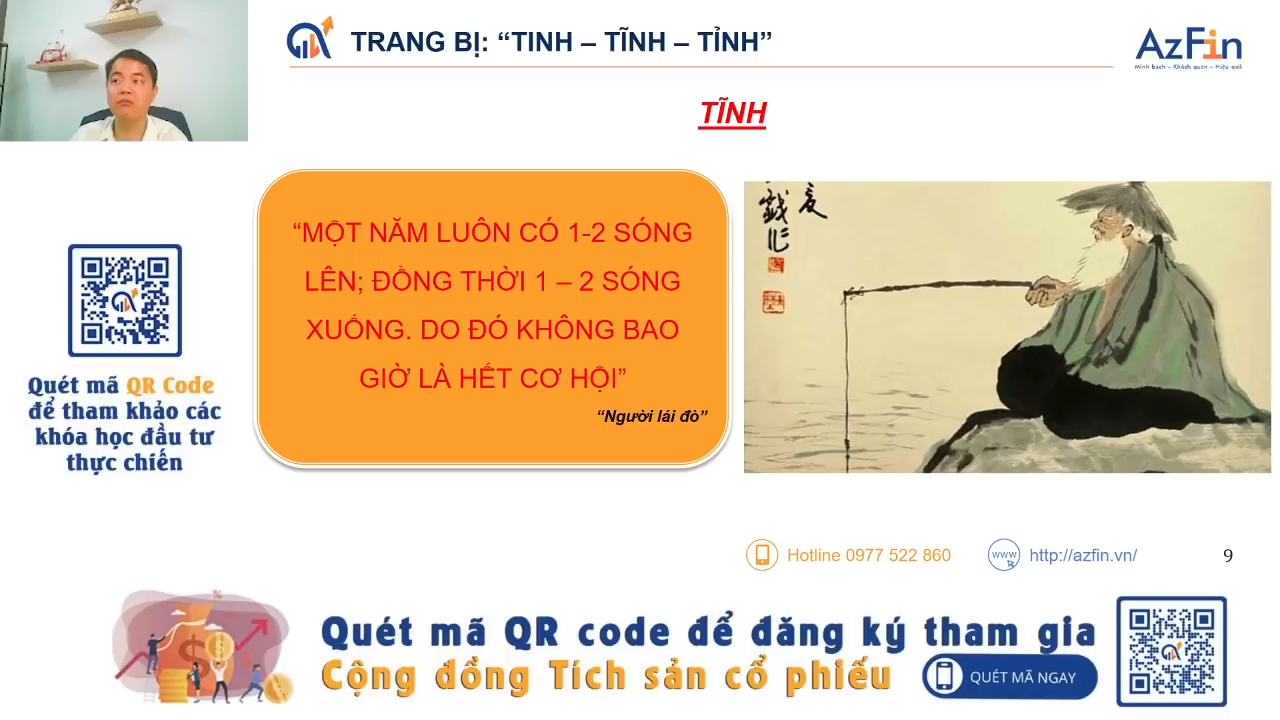 TRANG BỊ: “TINH – TĨNH – TỈNH”
AzFin
Minh bạch – Khách quan – Hiệu quả
TĨNH
“MỘT NĂM LUÔN CÓ 1-2 SÓNG
LÊN; ĐỒNG THỜI 1 – 2 SÓNG
XUỐNG. DO ĐÓ KHÔNG BAO
GIỜ LÀ HẾT CƠ HỘI”
“Người lái đò”
Quét mã QR Code
để tham khảo các
khóa học đầu tư
thực chiến
Hotline 0977 522 860
www
http://azfin.vn/
9
Quét mã QR code để đăng ký tham gia
Cộng đồng Tích sản cổ phiếu
QUÉT MÃ NGAY